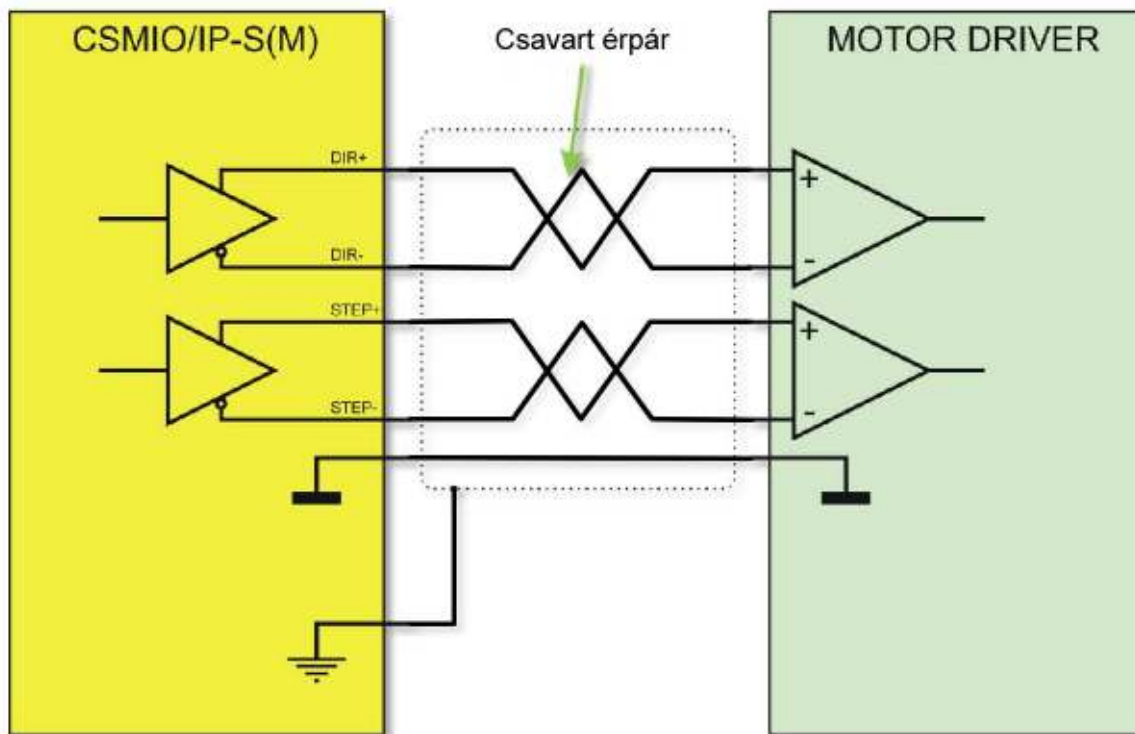 CSMIO/IP-S(M)
Csavart érpár
MOTOR DRIVER
DIR+
DIR-
STEP+
STEP-
+
-
+
-